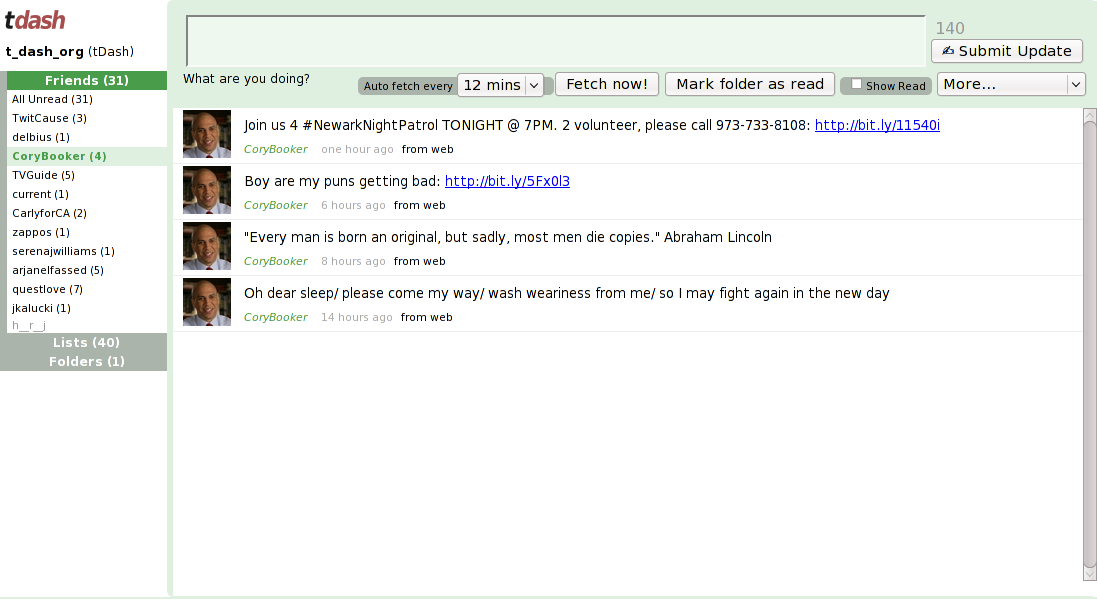 tdash
t_dash_org (tDash)
Friends (31)
All Unread (31)
TwitCause (3)
delbius (1)
CoryBooker (4)
TVGuide (5)
current (1)
CarlyforCA (2)
zappos (1)
serenajwilliams (1)
arjanelfassed (5)
questlove (7)
jkalucki (1)
h__r_j
Lists (40)
Folders (1)
140
✍ Submit Update
What are you doing?
Auto fetch every 12 mins Fetch now! Mark folder as read Show Read More...
Join us 4 #NewarkNightPatrol TONIGHT @ 7PM. 2 volunteer, please call 973-733-8108: http://bit.ly/11540i
CoryBooker one hour ago from web
Boy are my puns getting bad: http://bit.ly/5Fx0l3
CoryBooker 6 hours ago from web
"Every man is born an original, but sadly, most men die copies." Abraham Lincoln
CoryBooker 8 hours ago from web
Oh dear sleep/ please come my way/ wash weariness from me/ so I may fight again in the new day
CoryBooker 14 hours ago from web